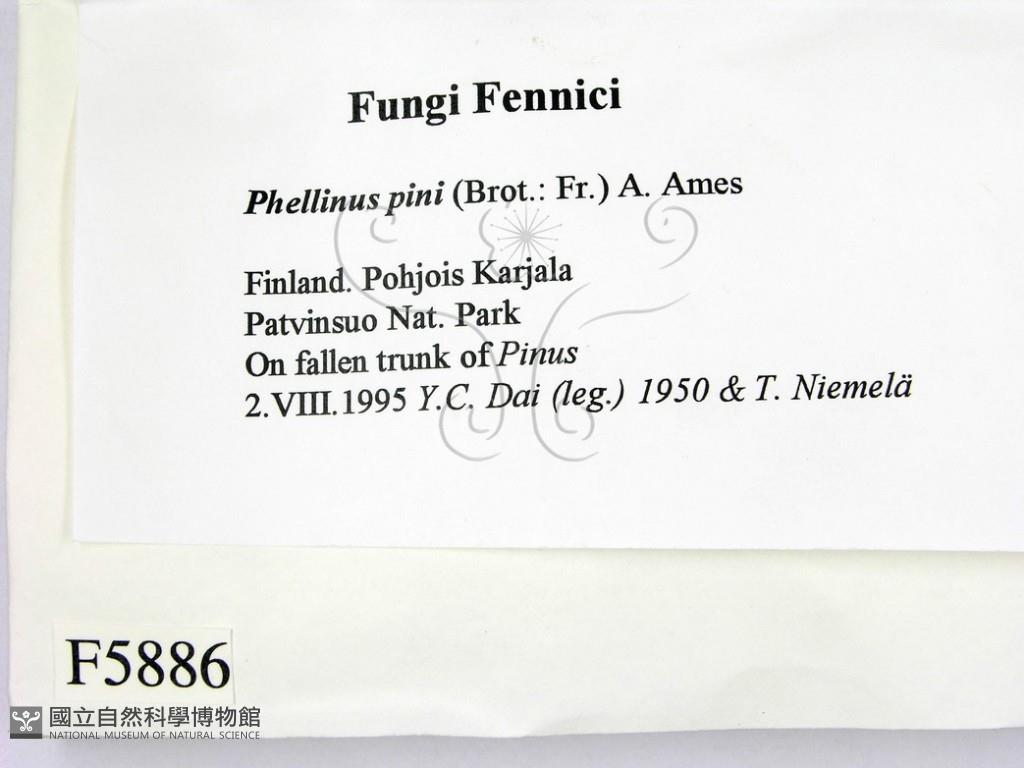 Fungi Fennici
Phellinus pini (Brot.: Fr.) A. Ames
Finland. Pohjois Karjala
Patvinsuo Nat. Park
On fallen trunk of Pinus
2.VIII.1995 Y.C. Dai (leg.) 1950 & T. Niemelä
F5886
國立自然科學博物館
NATIONAL MUSEUM OF NATURAL SCIENCE